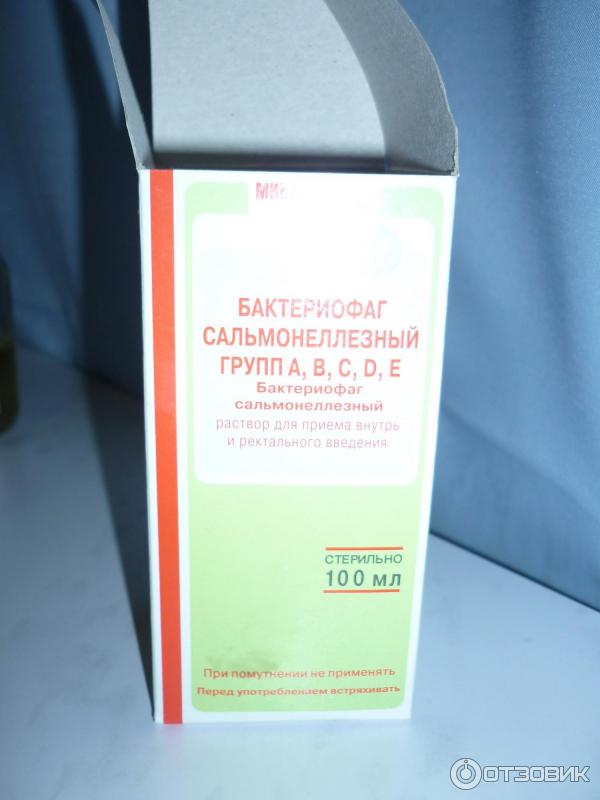 БАКТЕРИОФАГ
САЛЬМОНЕЛЛЕЗНЫЙ
ГРУПП А, В, С, D, Е
Бактериофаг
сальмонеллезный
раствор для приема внутрь
и ректального введения
СТЕРИЛЬНО
100 мл
При помутнении не применять
Перед употреблением встряхивать
ОТЗОВИК